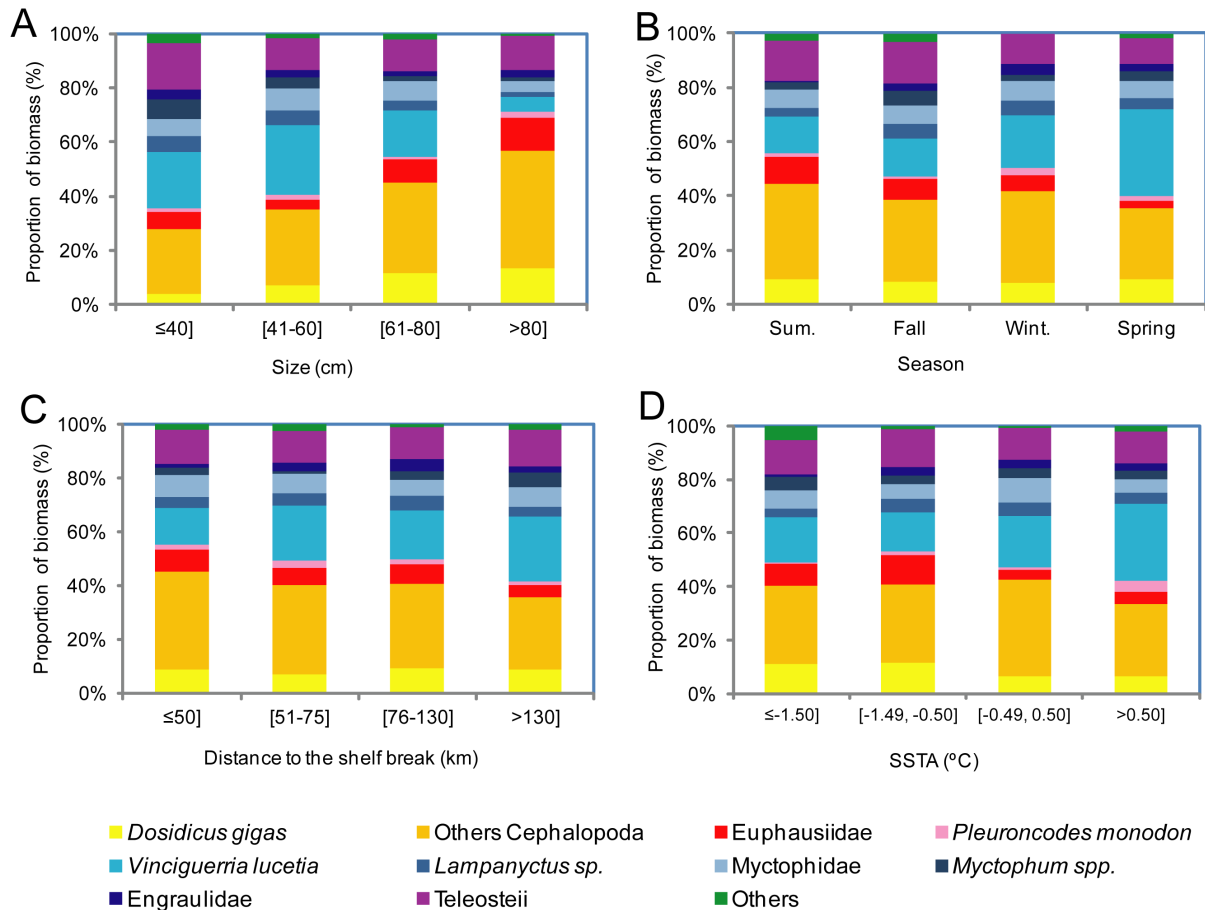 A
Proportion of biomass (%)
100%
80%
60%
40%
20%
0%
≤40]
[41-60]
[61-80]
>80]
Size (cm)
B
Proportion of biomass (%)
100%
80%
60%
40%
20%
0%
Sum.
Fall
Wint.
Spring
Season
C
Proportion of biomass (%)
100%
80%
60%
40%
20%
0%
≤50]
[51-75]
[76-130]
>130]
Distance to the shelf break (km)
D
Proportion of biomass (%)
100%
80%
60%
40%
20%
0%
≤-1.50]
[-1.49, -0.50]
[-0.49, 0.50]
>0.50]
SSTA (ºC)
Dosidicus gigas
Others Cephalopoda
Euphausiidae
Pleuroncodes monodon
Vinciguerria lucetia
Lampanyctus sp.
Myctophidae
Myctophum spp.
Engraulidae
Teleosteii
Others